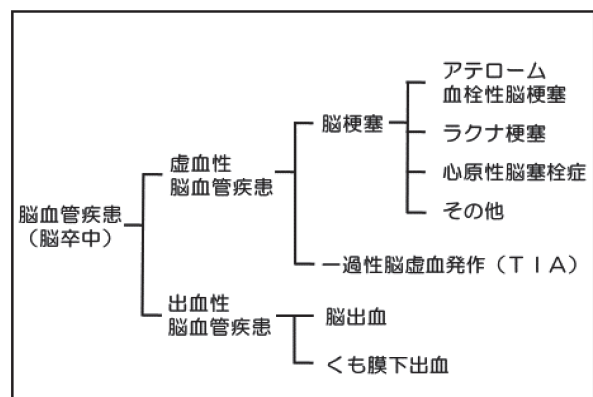 脳血管疾患
（脳卒中）
虚血性
脳血管疾患
脳梗塞
アテローム
血栓性脳梗塞
ラクナ梗塞
心原性脳塞栓症
その他
一過性脳虚血発作（ＴＩＡ）
出血性
脳血管疾患
脳出血
くも膜下出血